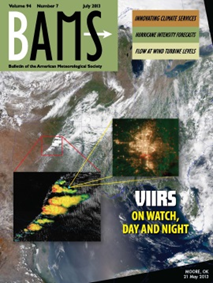 Volume 94 Number 7 July 2013
BAMS
Bulletin of the American Meteorological Society
INNOVATING CLIMATE SERVICES
HURRICANE INTENSITY FORECASTS
FLOW AT WIND TURBINE LEVELS
VIIRS
ON WATCH,
DAY AND NIGHT
MOORE, OK
21 May 2013